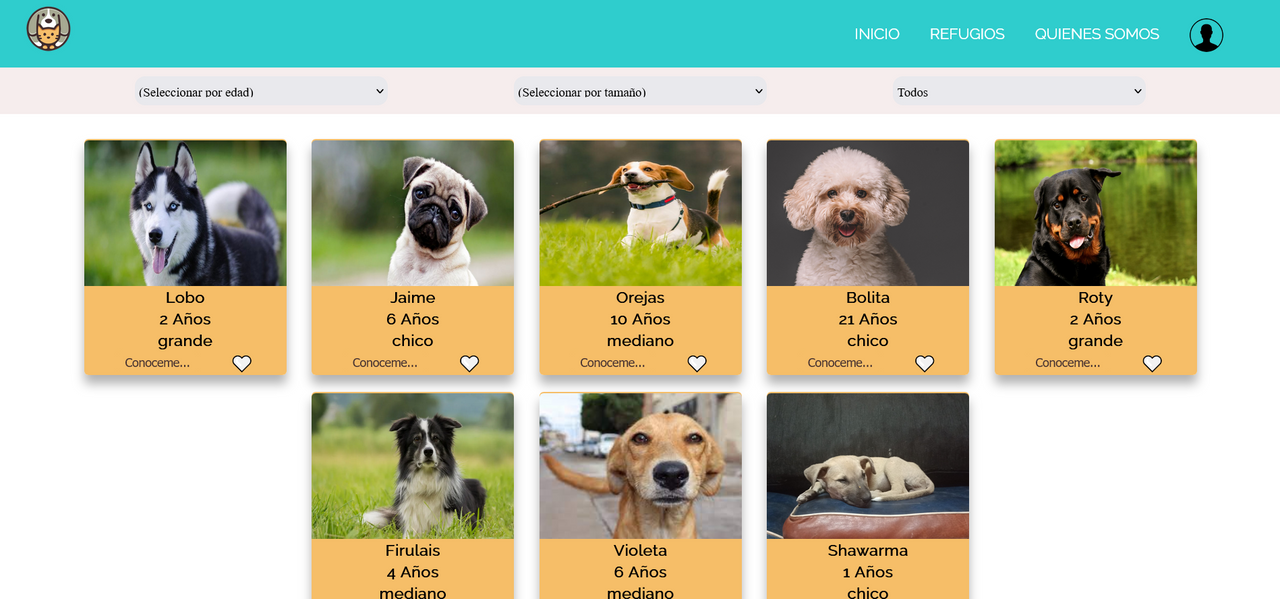 INICIO REFUGIOS QUIENES SOMOS
(Seleccionar por edad) (Seleccionar por tamaño) Todos
Lobo
2 Años
grande
Conoceme...
Jaime
6 Años
chico
Conoceme...
Orejas
10 Años
mediano
Conoceme...
Bolita
21 Años
chico
Conoceme...
Roty
2 Años
grande
Conoceme...
Firulais
4 Años
mediano
Violeta
6 Años
mediano
Shawarma
1 Años
chico